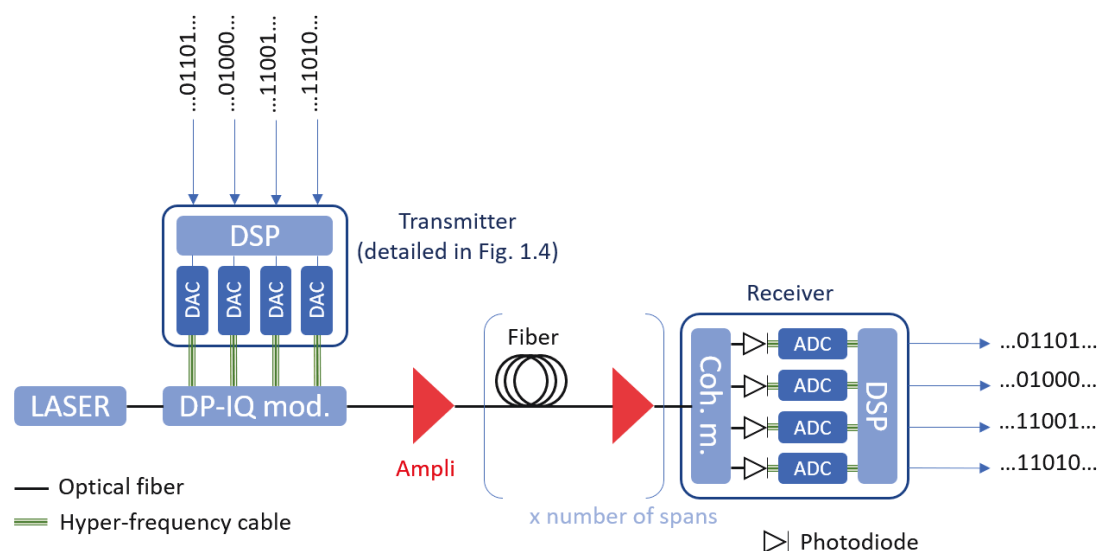 ...01101...
...01000...
...11001...
...11010...
DSP
DAC
DAC
DAC
DAC
Transmitter
(detailed in Fig. 1.4)
LASER
DP-IQ mod.
Ampli
Fiber
x number of spans
Receiver
Coh. m.
ADC
ADC
ADC
ADC
DSP
...01101...
...01000...
...11001...
...11010...
Optical fiber
Hyper-frequency cable
Photodiode